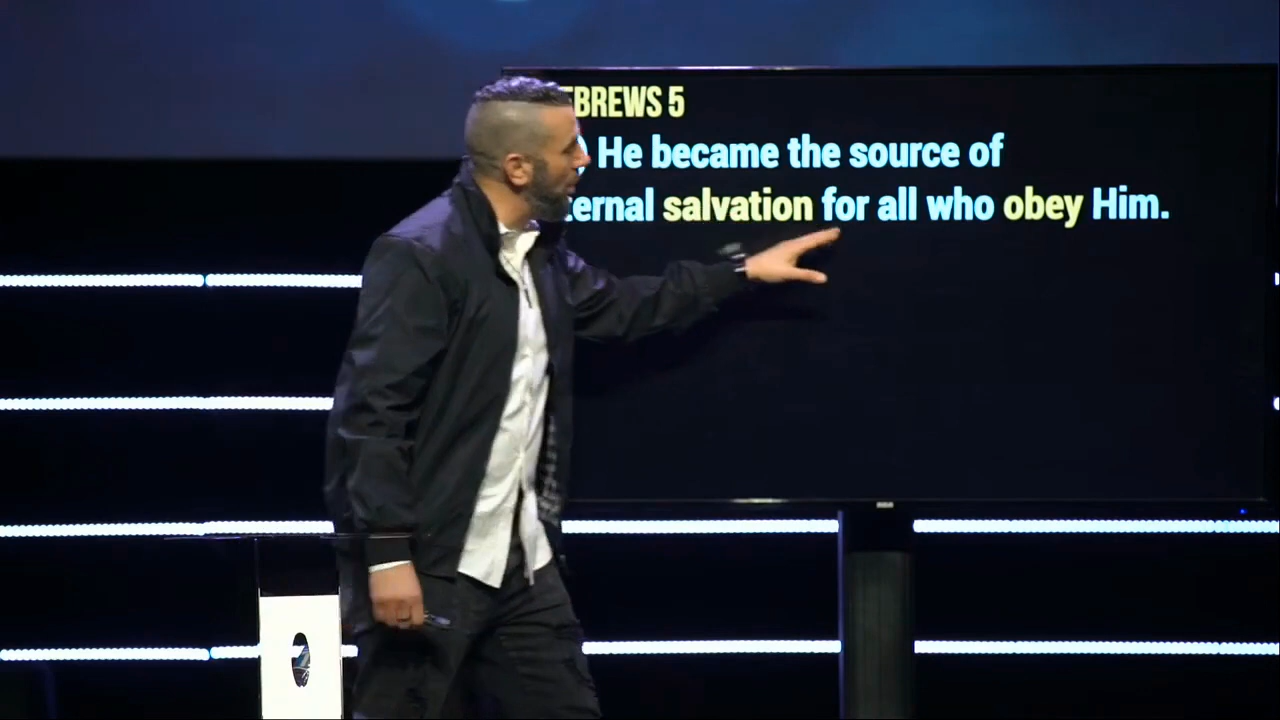 EBREWS 5
He became the source of
ternal salvation for all who obey Him.